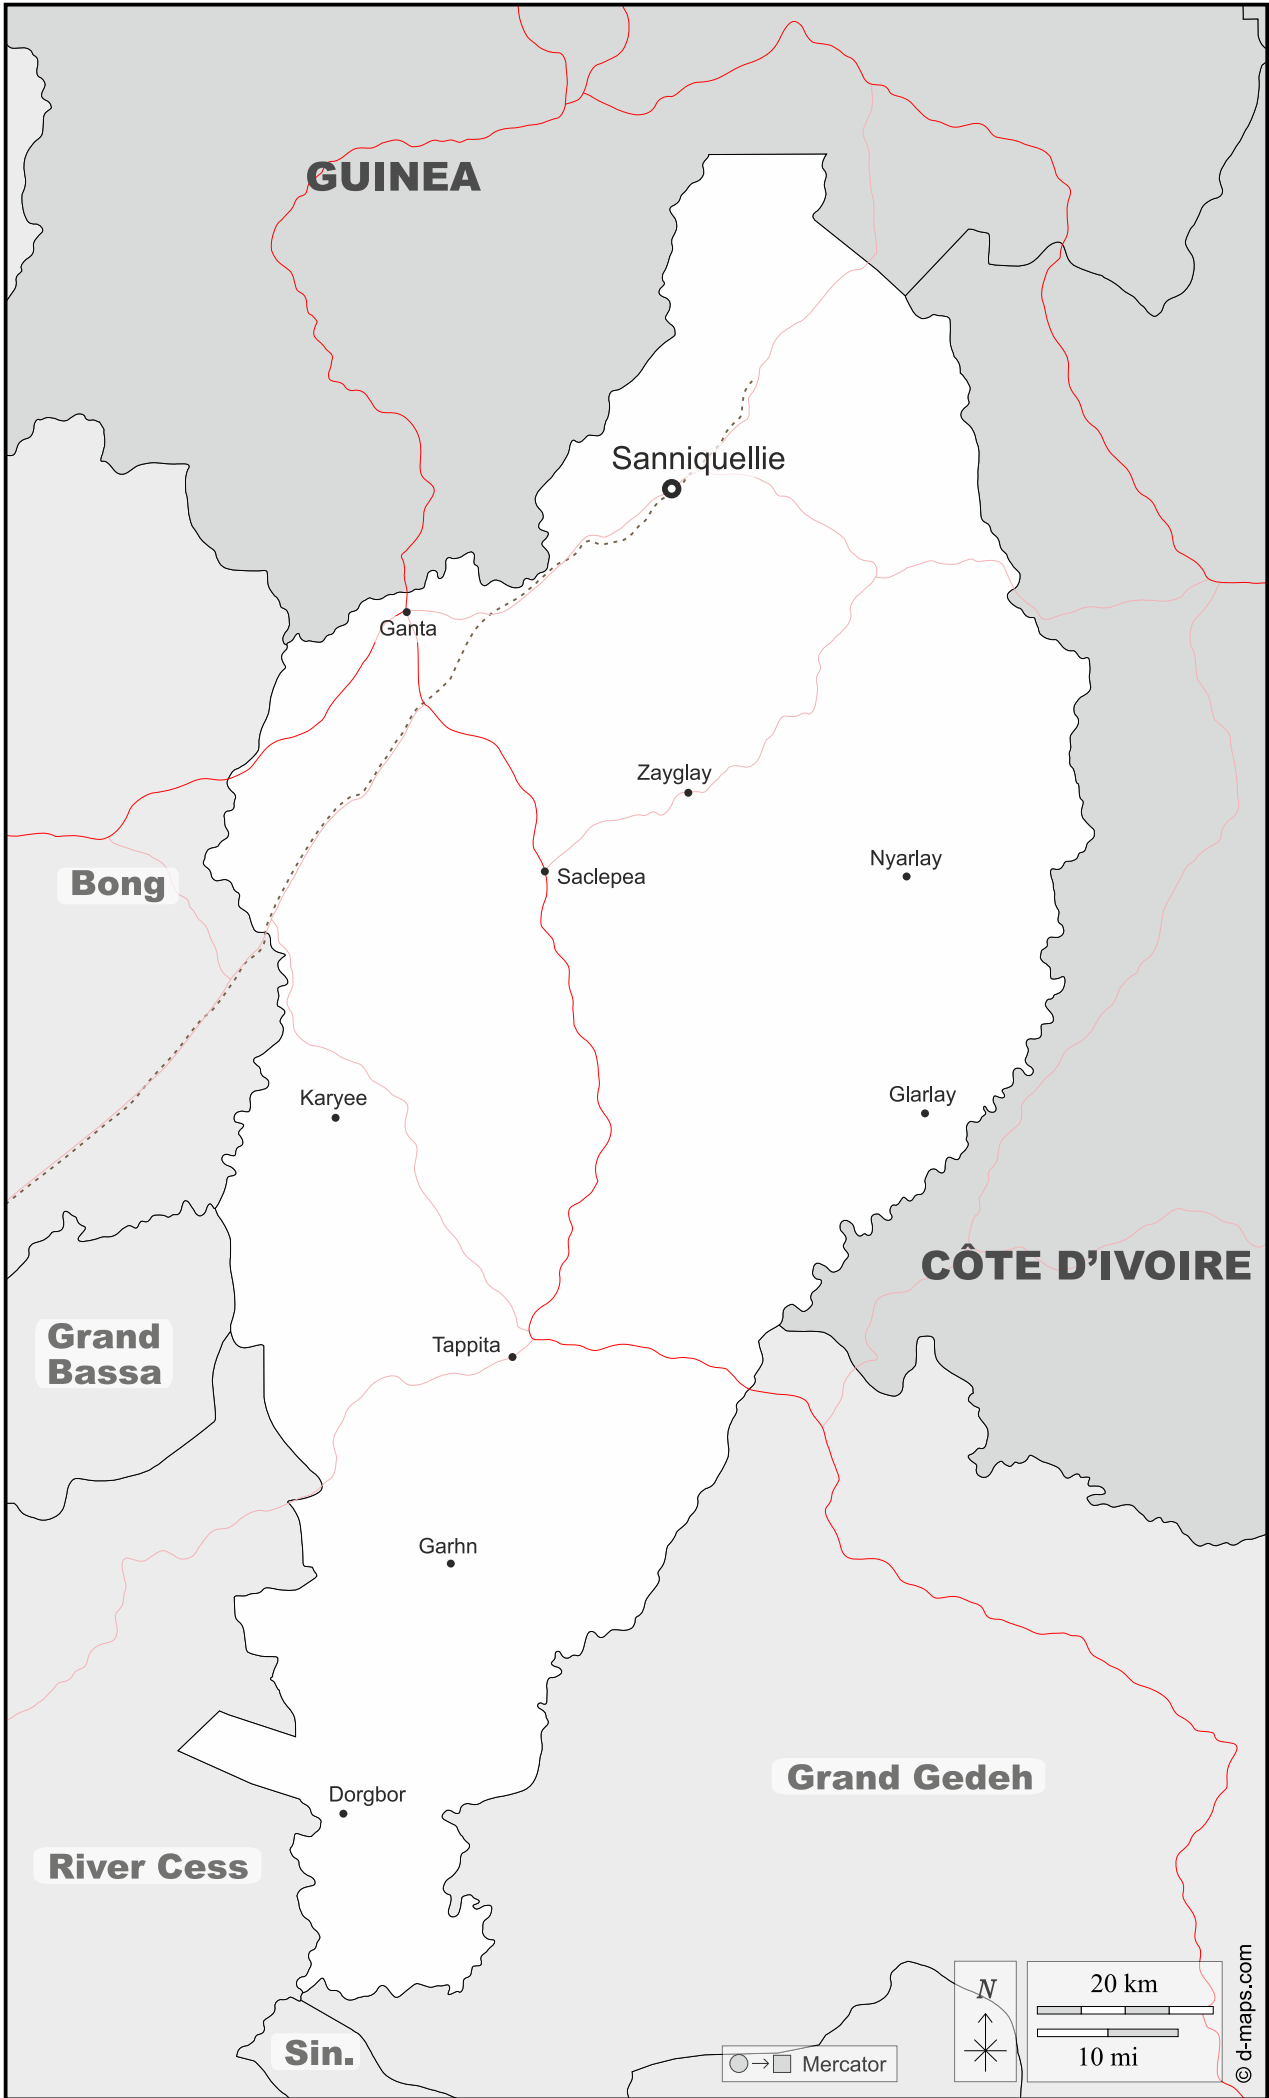 GUINEA
Sanniquellie
Ganta
Zayglay
Nyarlay
Saclepea
Bong
Karyee
Glarlay
CÔTE D’IVOIRE
Grand
Bassa
Tappita
Garhn
Grand Gedeh
Dorgbor
River Cess
Sin.
Mercator
N
20 km
10 mi
© d-maps.com